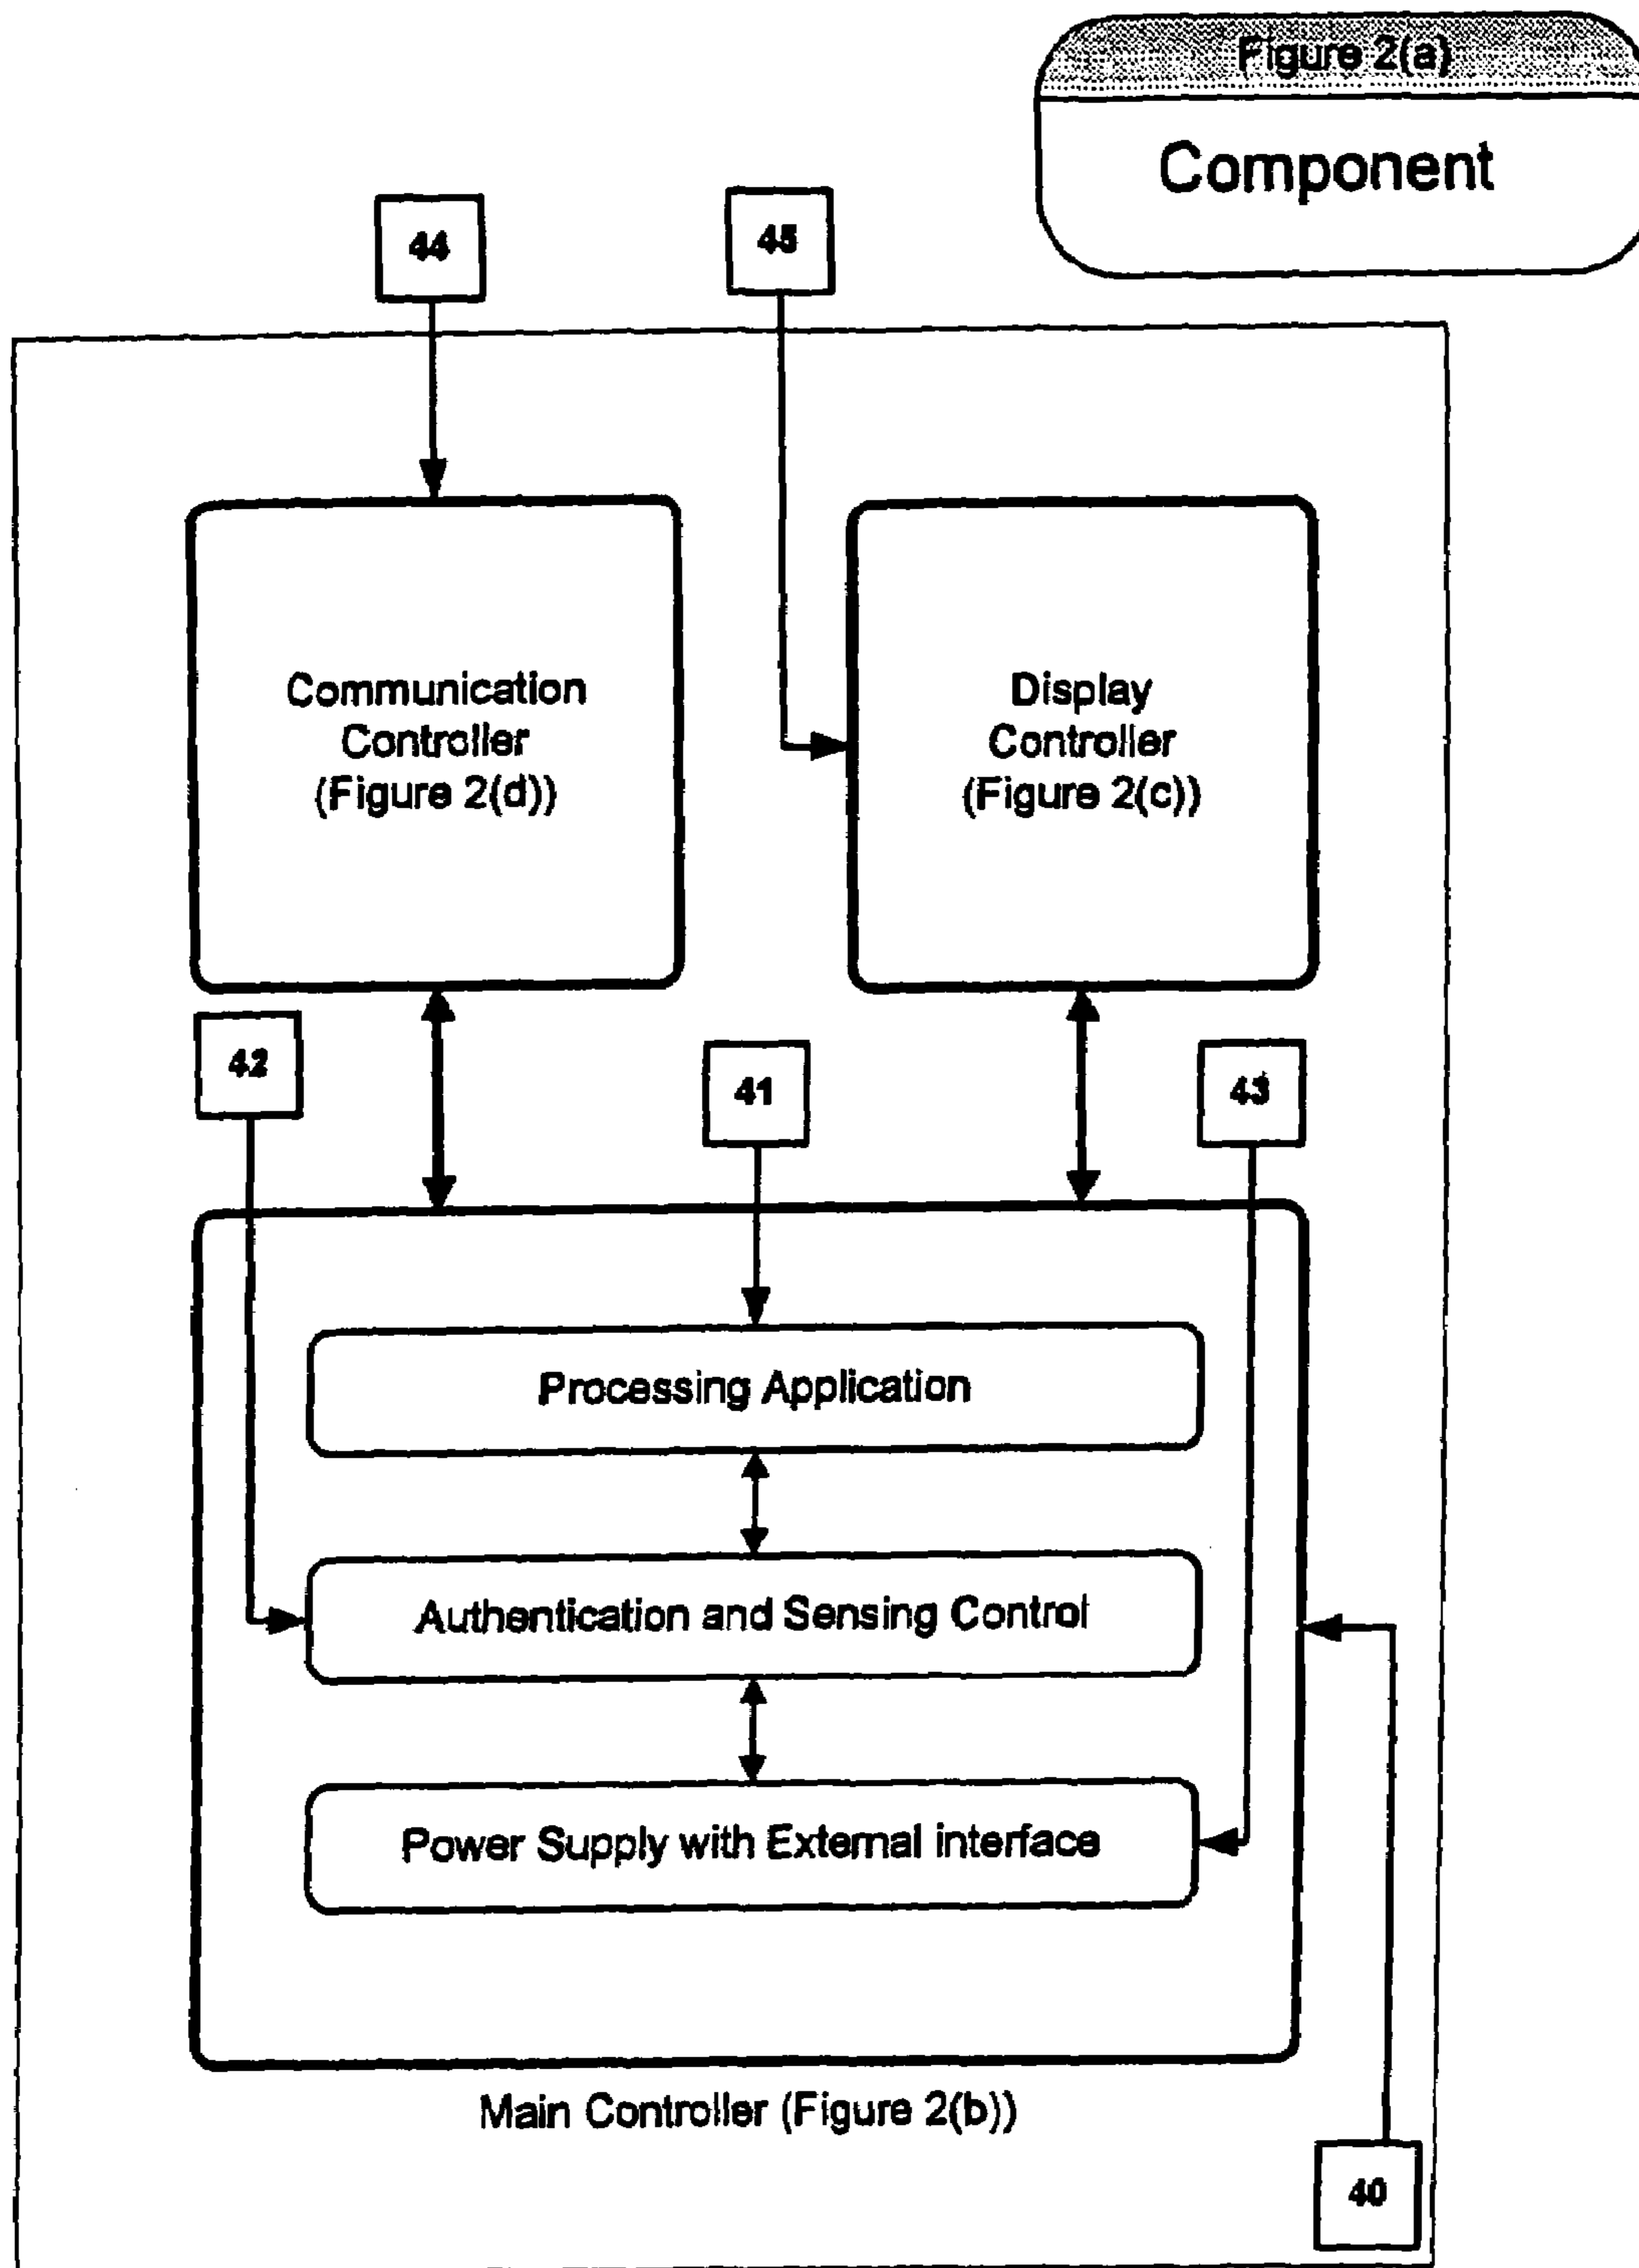 Figure 2(a)
Component
44
45
Communication
Controller
(Figure 2(d))
Display
Controller
(Figure 2(c))
42
41
43
Processing Application
Authentication and Sensing Control
Power Supply with External interface
Main Controller (Figure 2(b))
40